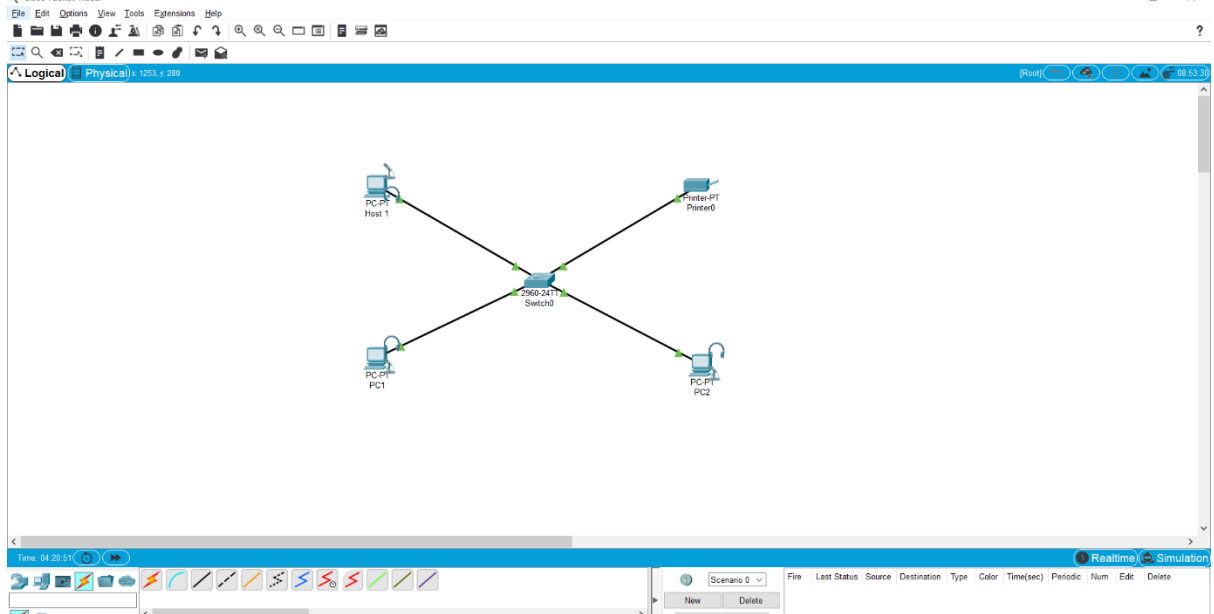 File Edit Options View Tools Extensions Help
?
Logical Physical x: 1253, y: 289 [Root] 08:53:30
PC-PT
Host 1
Printer-PT
Printer0
2960-24TT
Switch0
PC-PT
PC1
PC-PT
PC2
Time: 04:20:51 Realtime Simulation
Scenario 0 Fire Last Status Source Destination Type Color Time(sec) Periodic Num Edit Delete
New Delete